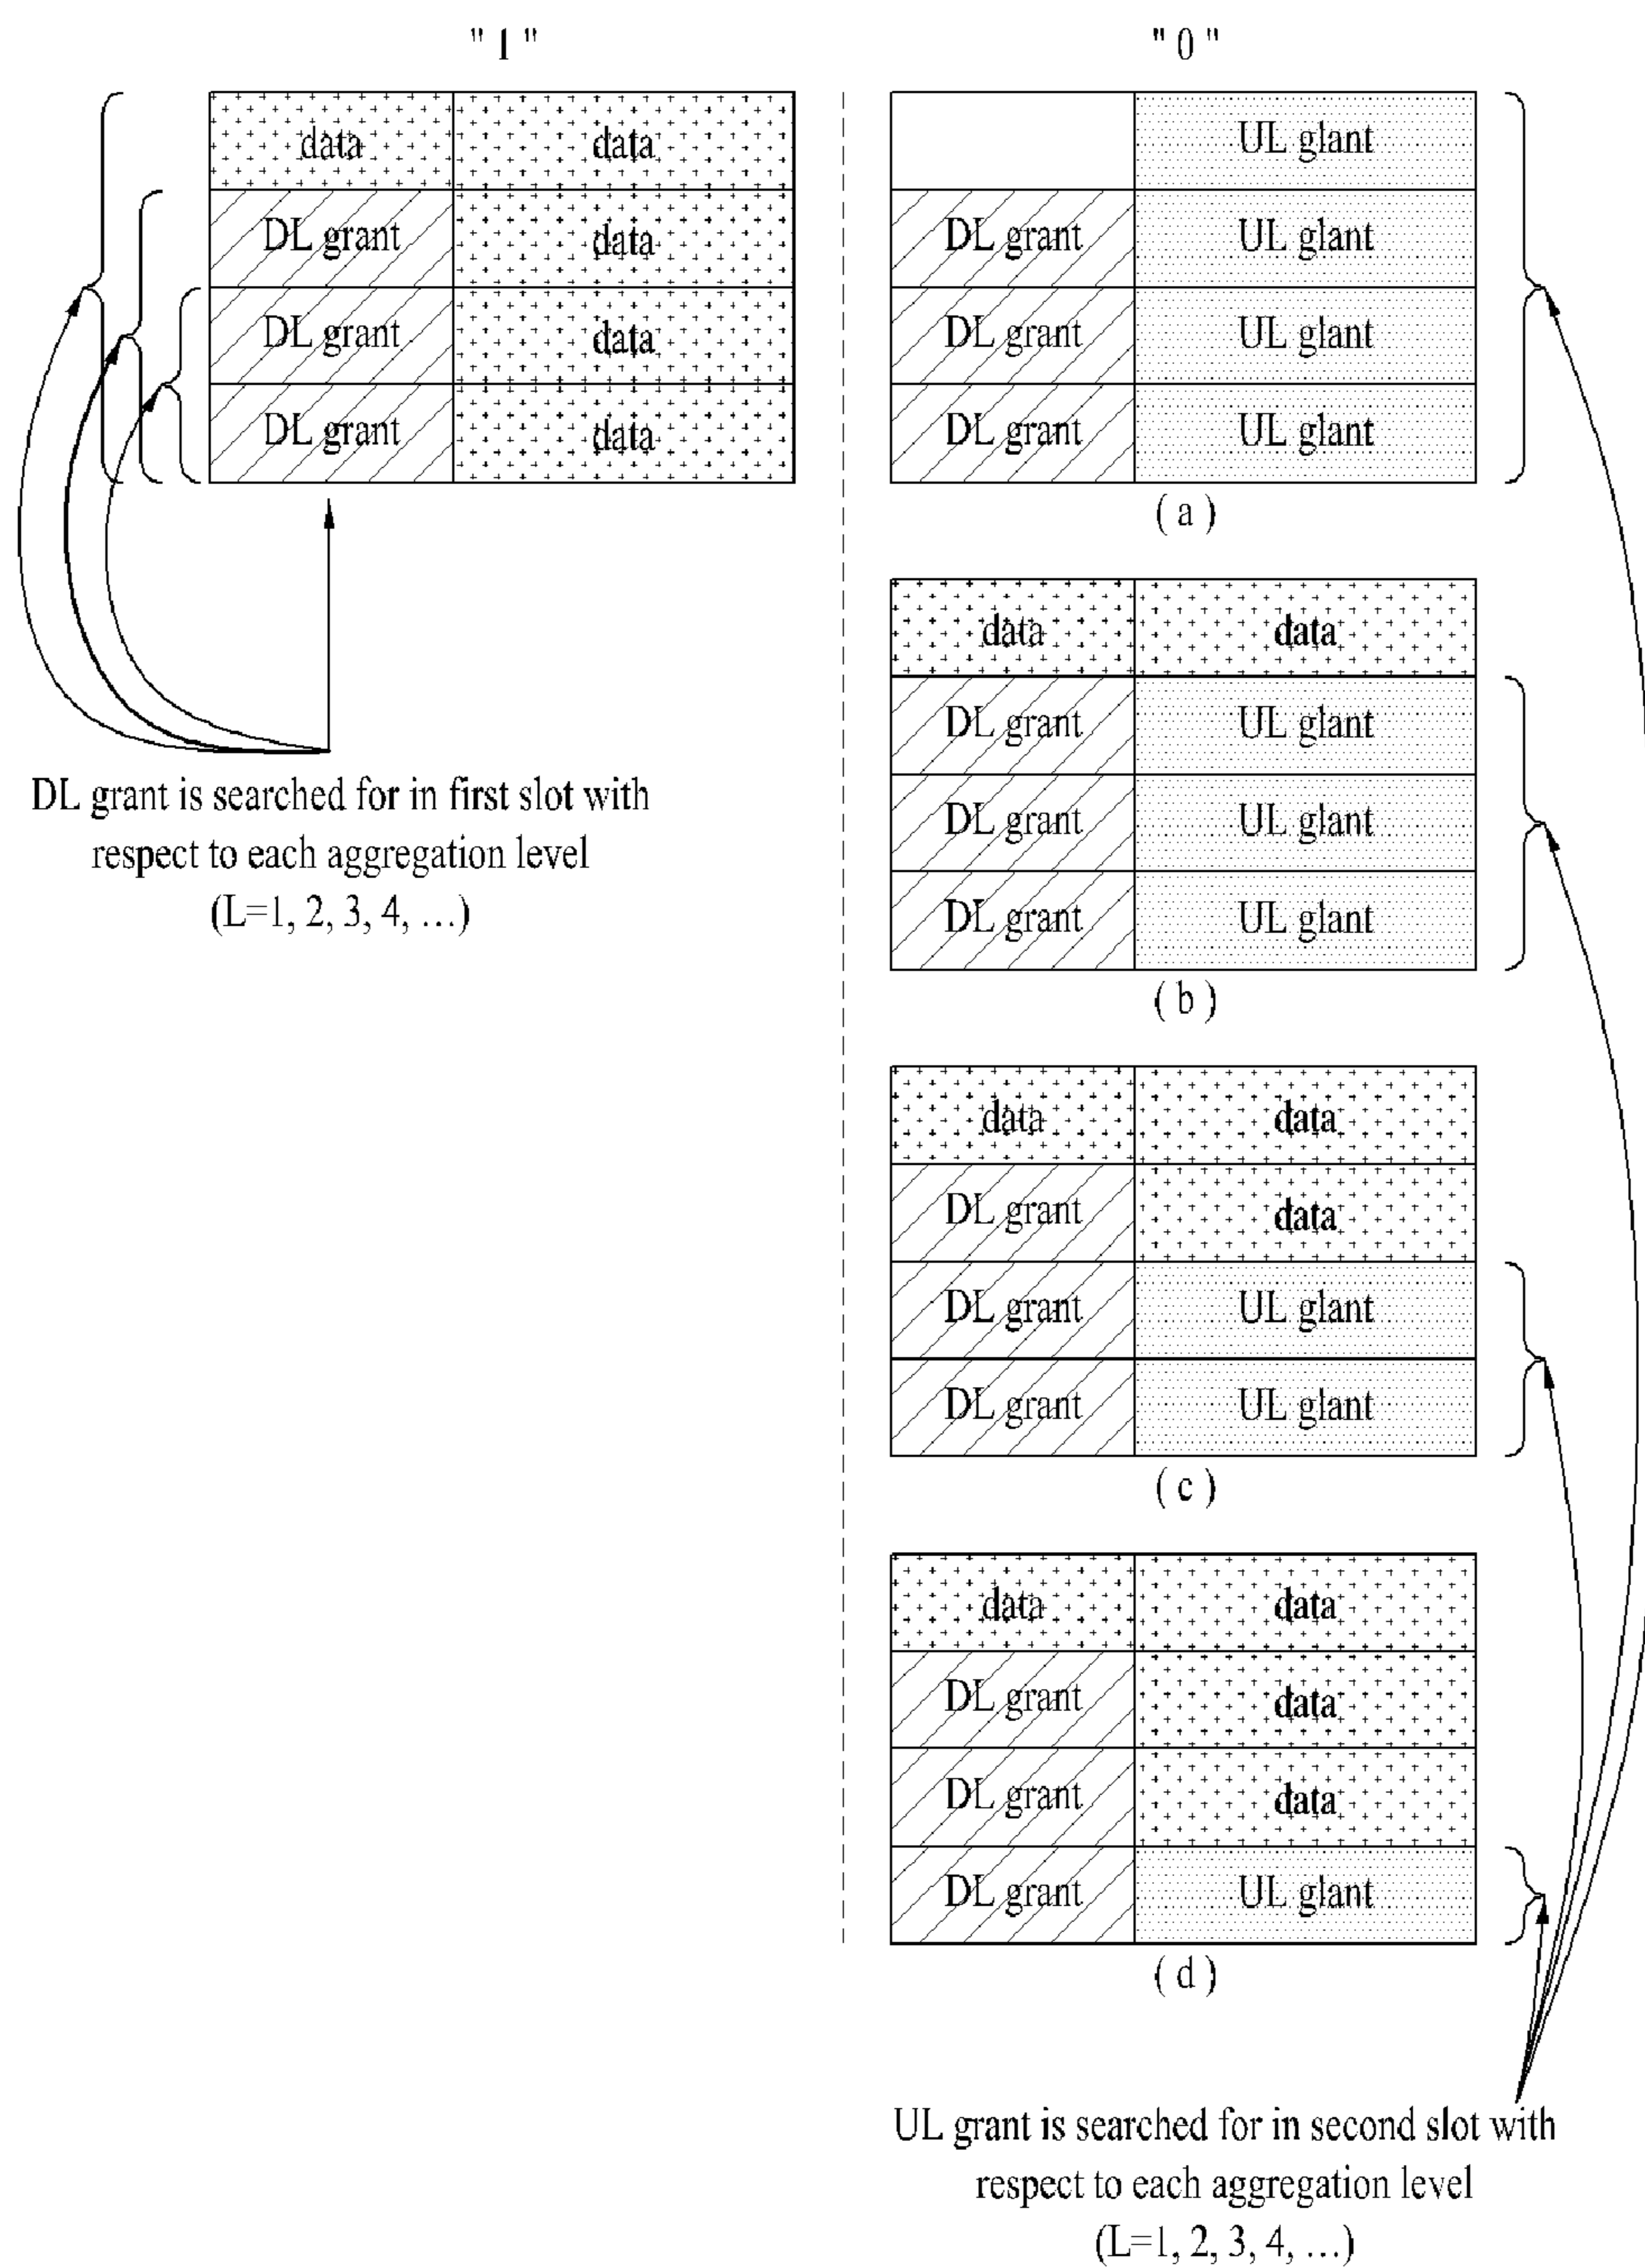 " 1 "
data data
DL grant data
DL grant data
DL grant data
DL grant is searched for in first slot with
respect to each aggregation level
(L=1, 2, 3, 4, ...)
" 0 "
UL glant
DL grant UL glant
DL grant UL glant
DL grant UL glant
( a )
data data
DL grant UL glant
DL grant UL glant
DL grant UL glant
( b )
data data
DL grant data
DL grant UL glant
DL grant UL glant
( c )
data data
DL grant data
DL grant data
DL grant UL glant
( d )
UL grant is searched for in second slot with
respect to each aggregation level
(L=1, 2, 3, 4, ...)